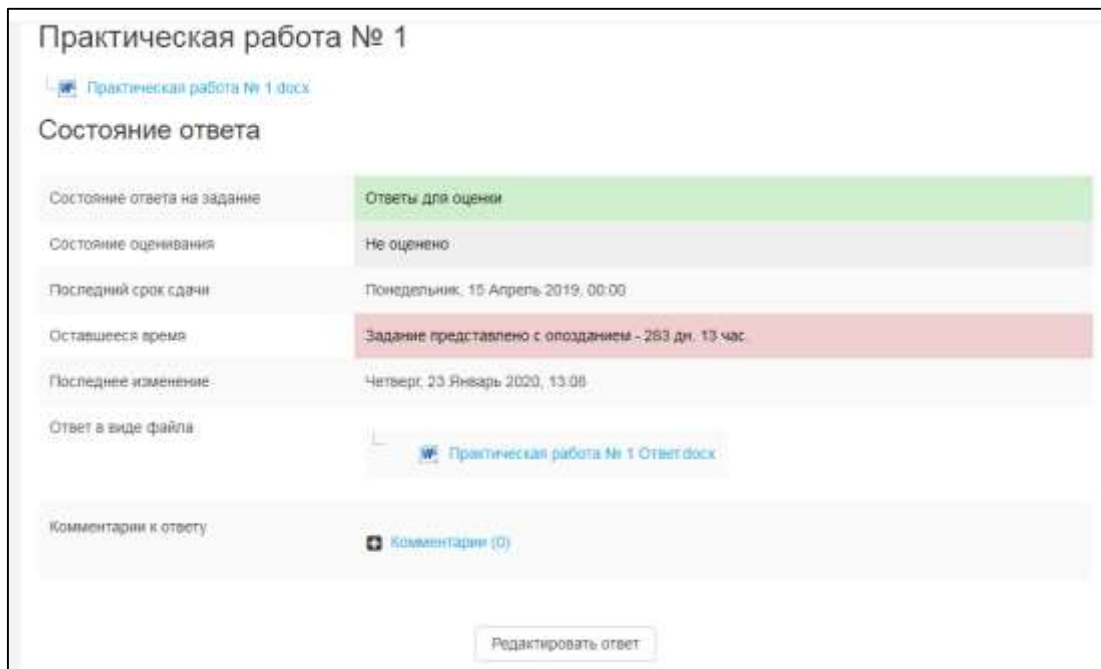 Практическая работа № 1
Практическая работа № 1.docx
Состояние ответа
Состояние ответа на задание Ответы для оценки
Состояние оценивания Не оценено
Последний срок сдачи Понедельник, 15 Апрель 2019, 00:00
Оставшееся время Задание представлено с опозданием - 283 дн. 13 час.
Последнее изменение Четверг, 23 Январь 2020, 13:06
Ответ в виде файла
Практическая работа № 1 Ответ.docx
Комментарии к ответу
Комментарии (0)
Редактировать ответ